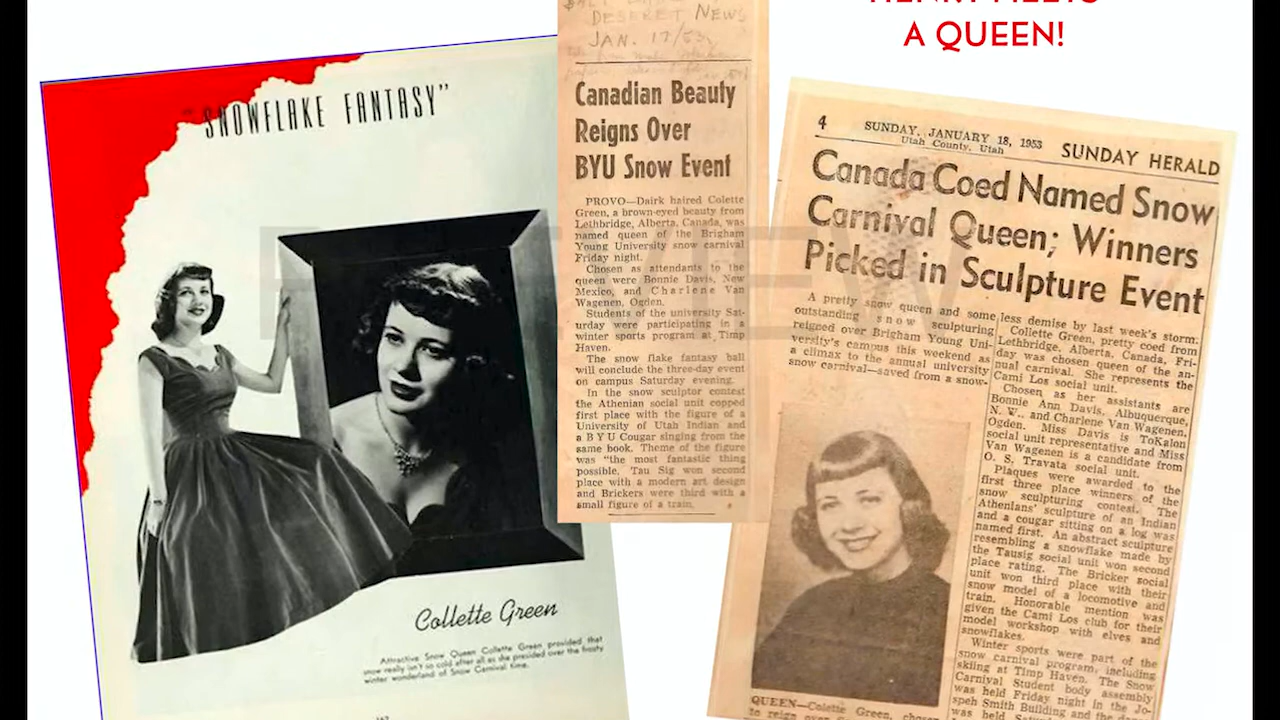 A QUEEN!
"SNOWFLAKE FANTASY"
Collette Green
Attractive Snow Queen Collette Green provided that
snow really isn't so cold after all as she presided over the frosty
winter wonderland of Snow Carnival time.
DESERET NEWS
JAN. 17/53
Canadian Beauty
Reigns Over
BYU Snow Event
PROVO—Dairk haired Colette
Green, a brown-eyed beauty from
Lethbridge, Alberta, Canada, was
named queen of the Brigham
Young University snow carnival
Friday night.
Chosen as attendants to the
queen were Bonnie Davis, New
Mexico, and Charlene Van
Wagenen, Ogden.
Students of the university Sat-
urday were participating in a
winter sports program at Timp
Haven.
The snow flake fantasy ball
will conclude the three-day event
on campus Saturday evening.
In the snow sculptor contest
the Athenian social unit copped
first place with the figure of a
University of Utah Indian and
a BYU Cougar singing from the
same book. Theme of the figure
was "the most fantastic thing
possible. Tau Sig won second
place with a modern art design
and Brickers were third with a
small figure of a train.
4 SUNDAY, JANUARY 18, 1953 SUNDAY HERALD
Utah County, Utah
Canada Coed Named Snow
Carnival Queen; Winners
Picked in Sculpture Event
A pretty snow queen and some
outstanding snow sculpturing
reigned over Brigham Young Uni-
versity's campus this weekend as
a climax to the annual university
snow carnival—saved from a snow-
less demise by last week's storm.
Colette Green, pretty coed from
Lethbridge, Alberta, Canada, Fri-
day was chosen queen of the an-
nual carnival. She represents the
Cami Los social unit.
Chosen as her assistants are
Bonnie Ann Davis, Albuquerque,
N. W., and Charlene Van Wagenen,
Ogden. Miss Davis is ToKalon
social unit representative and Miss
Van Wagenen is a candidate from
O. S. Travata social unit.
Plaques were awarded to the
first three place winners of the
snow sculpturing contest. The
Athenians' sculpture of an Indian
and a cougar sitting on a log was
named first. An abstract sculpture
resembling a snowflake made by
the Tausig social unit won second
place rating. The Bricker social
unit won third place with their
snow model of a locomotive and
train. Honorable mention was
given the Cami Los club for their
model workshop with elves and
snowflakes.
Winter sports were part of the
snow carnival program, including
skiing at Timp Haven. The Snow
Carnival Student body assembly
was held Friday night in the Jo-
seph Smith Building and the
was held
QUEEN—Colette Green, chosen
to reign over